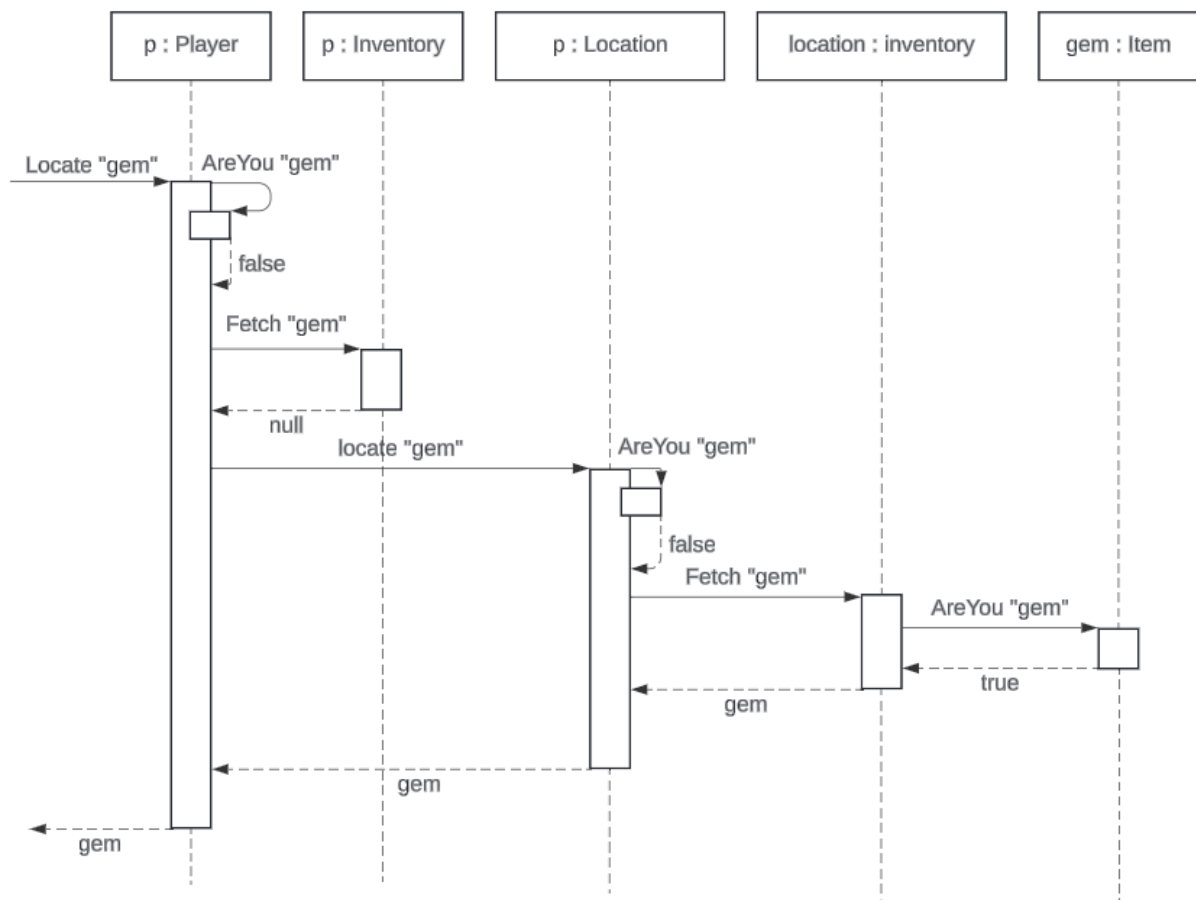 p : Player
p : Inventory
p : Location
location : inventory
gem : Item
Locate "gem"
AreYou "gem"
false
Fetch "gem"
null
locate "gem"
AreYou "gem"
false
Fetch "gem"
AreYou "gem"
true
gem
gem
gem